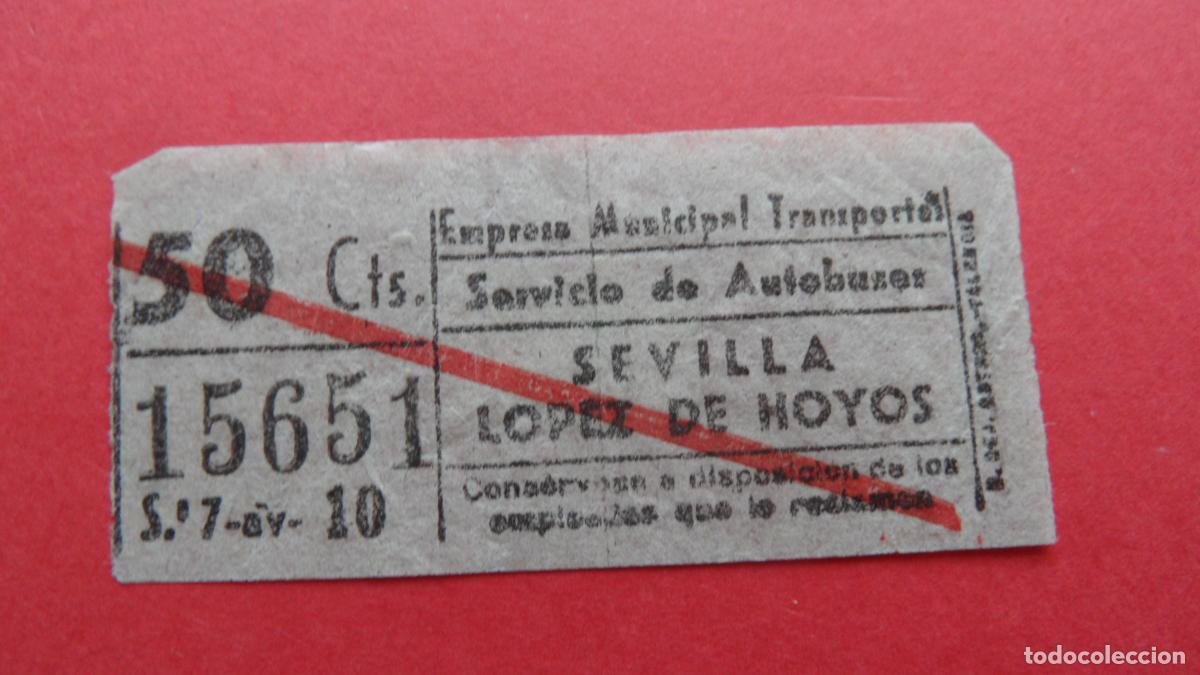 50 Cts.
15651
S.ª 7-av- 10
Empresa Municipal Transportes
Servicio de Autobuses
SEVILLA
LOPEZ DE HOYOS
Consérvese a disposición de los
empleados que lo reclamen
todocoleccion